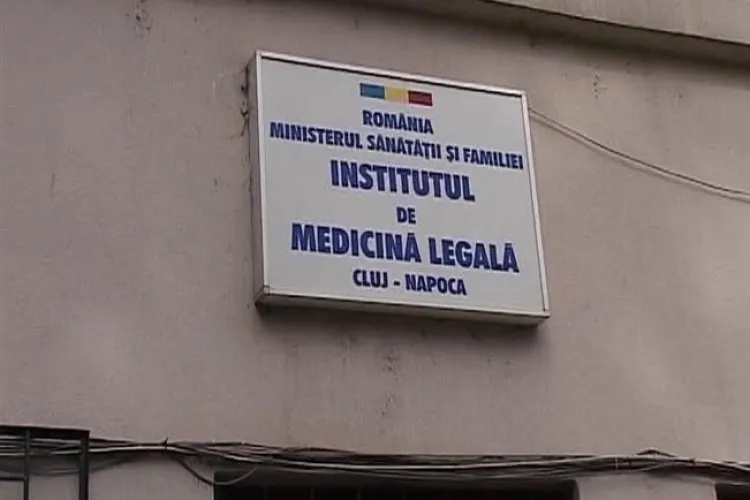 ROMÂNIA
MINISTERUL SĂNĂTĂŢII ŞI FAMILIEI
INSTITUTUL
DE
MEDICINĂ LEGALĂ
CLUJ - NAPOCA